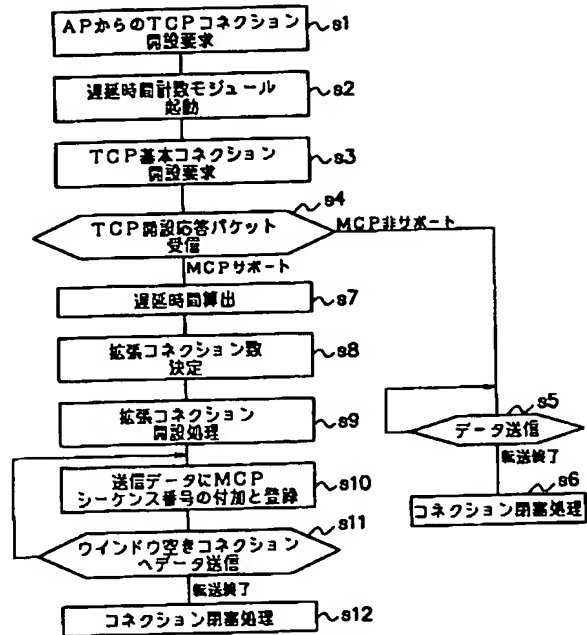 APからのTCPコネクション
開設要求
s1
遅延時間計数モジュール
起動
s2
TCP基本コネクション
開設要求
s3
s4
TCP開設応答パケット
受信
MCP非サポート
MCPサポート
遅延時間算出
s7
拡張コネクション数
決定
s8
拡張コネクション
開設処理
s9
s5
データ送信
転送終了
送信データにMCP
シーケンス番号の付加と登録
s10
s6
コネクション閉塞処理
s11
ウインドウ空きコネクション
へデータ送信
転送終了
コネクション閉塞処理
s12